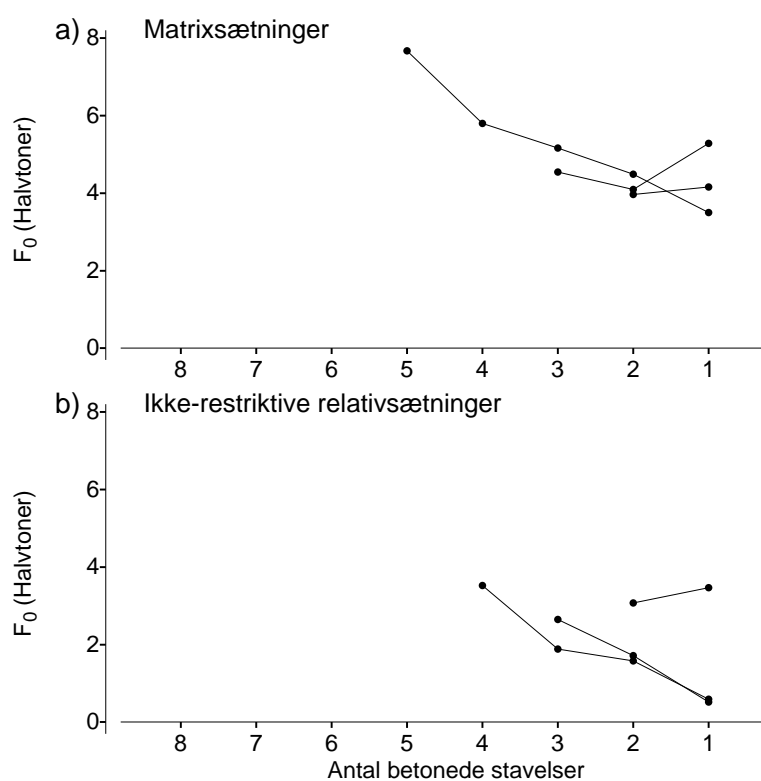 a) Matrixsætninger
8
6
4
2
0
F0 (Halvtoner)
8 7 6 5 4 3 2 1
b) Ikke-restriktive relativsætninger
8
6
4
2
0
F0 (Halvtoner)
8 7 6 5 4 3 2 1
Antal betonede stavelser